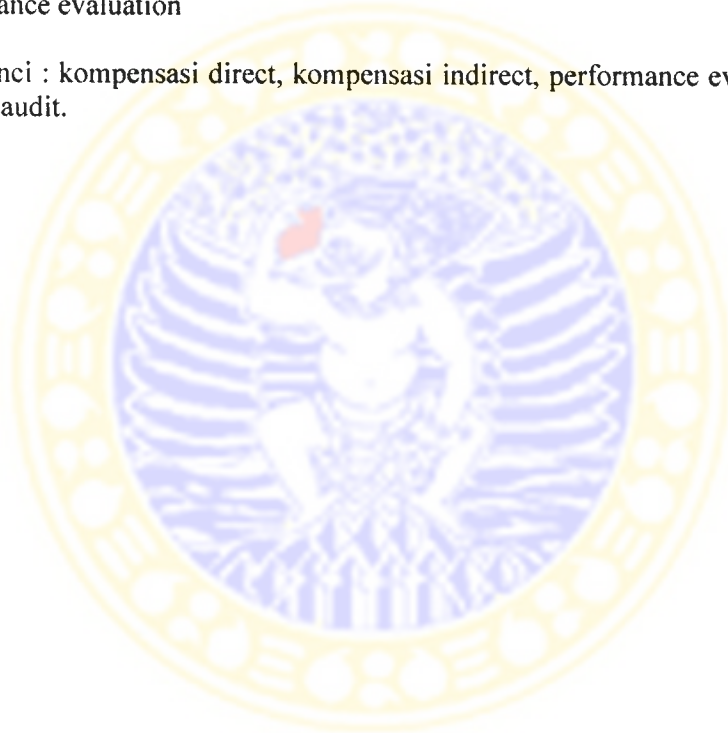 ance evaluation
nci : kompensasi direct, kompensasi indirect, performance ev
audit.